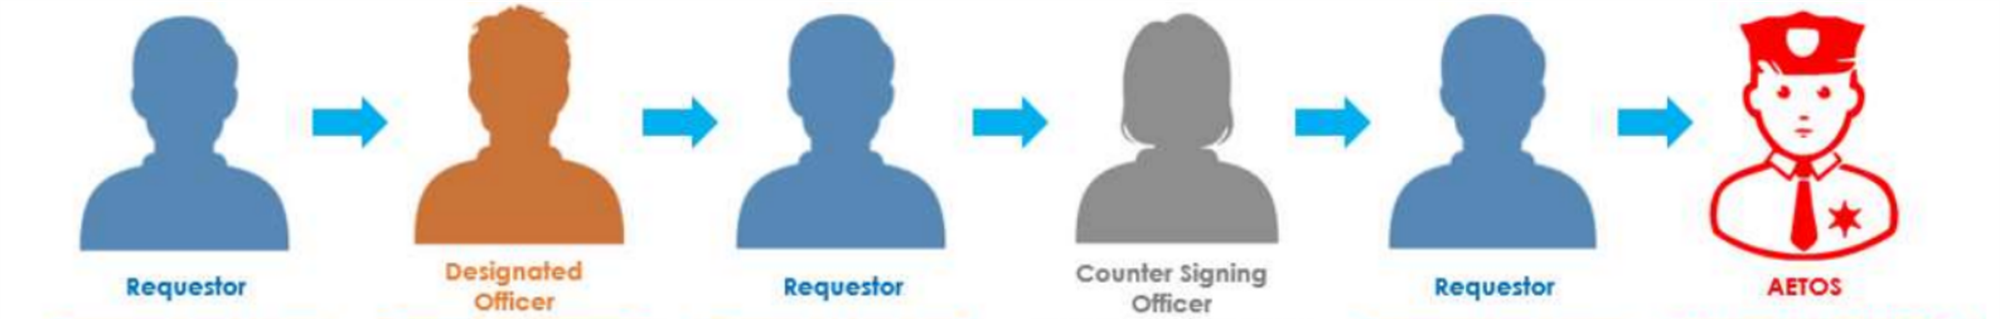 Requestor
Designated
Officer
Requestor
Counter Signing
Officer
Requestor
AETOS